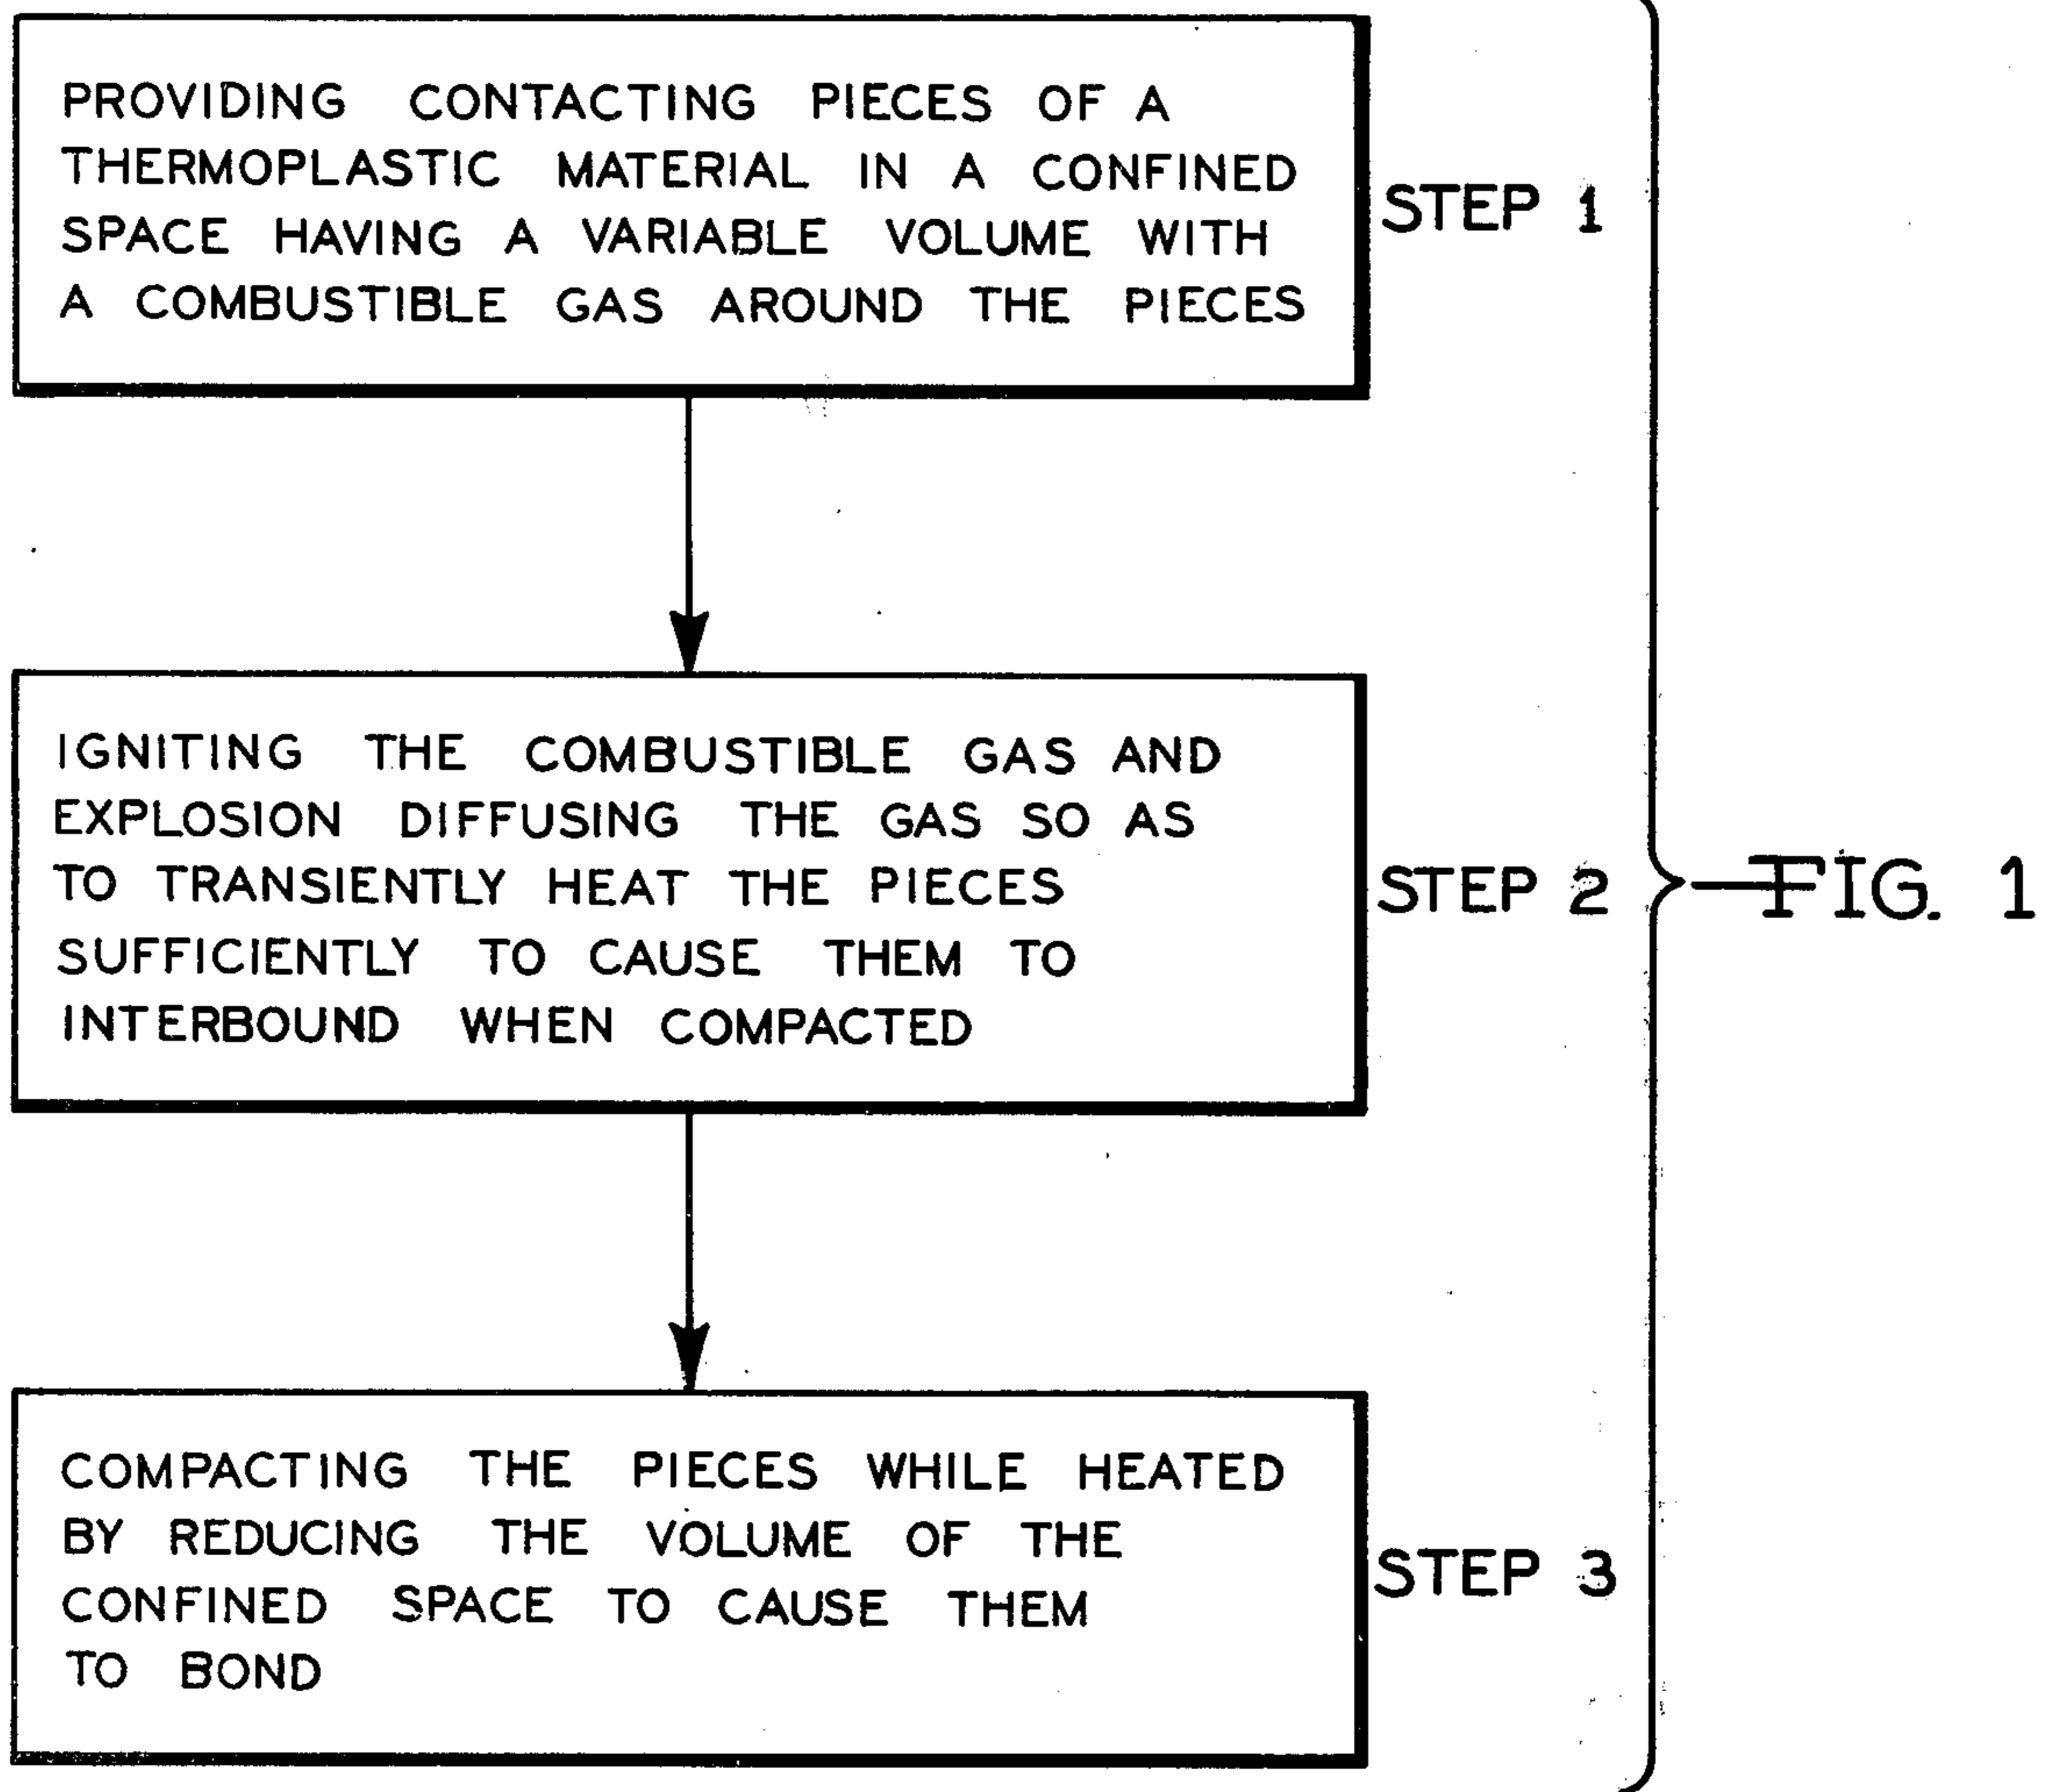 PROVIDING CONTACTING PIECES OF A
THERMOPLASTIC MATERIAL IN A CONFINED
SPACE HAVING A VARIABLE VOLUME WITH
A COMBUSTIBLE GAS AROUND THE PIECES
STEP 1
IGNITING THE COMBUSTIBLE GAS AND
EXPLOSION DIFFUSING THE GAS SO AS
TO TRANSIENTLY HEAT THE PIECES
SUFFICIENTLY TO CAUSE THEM TO
INTERBOUND WHEN COMPACTED
STEP 2
FIG. 1
COMPACTING THE PIECES WHILE HEATED
BY REDUCING THE VOLUME OF THE
CONFINED SPACE TO CAUSE THEM
TO BOND
STEP 3